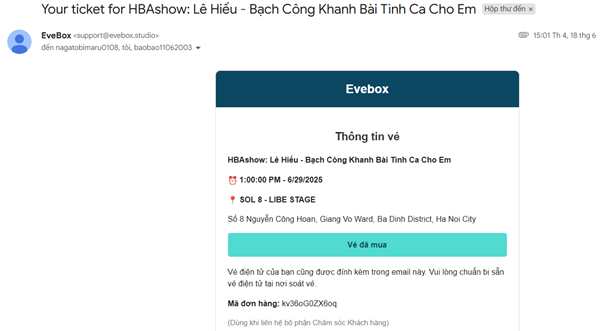 Your ticket for HBAshow: Lê Hiếu - Bạch Công Khanh Bài Tình Ca Cho Em Hộp thư đến ×
EveBox <support@evebox.studio> 15:01 Th 4, 18 thg 6
đến nagatobimaru0108, tôi, baobao11062003
Evebox
Thông tin vé
HBAshow: Lê Hiếu - Bạch Công Khanh Bài Tình Ca Cho Em
1:00:00 PM - 6/29/2025
SOL 8 - LIBE STAGE
Số 8 Nguyễn Công Hoan, Giang Vo Ward, Ba Dinh District, Ha Noi City
Vé đã mua
Vé điện tử của bạn cũng được đính kèm trong email này. Vui lòng chuẩn bị sẵn
vé điện tử tại nơi soát vé.
Mã đơn hàng: kv36oG0ZX6oq
(Dùng khi liên hệ bộ phận Chăm sóc Khách hàng)